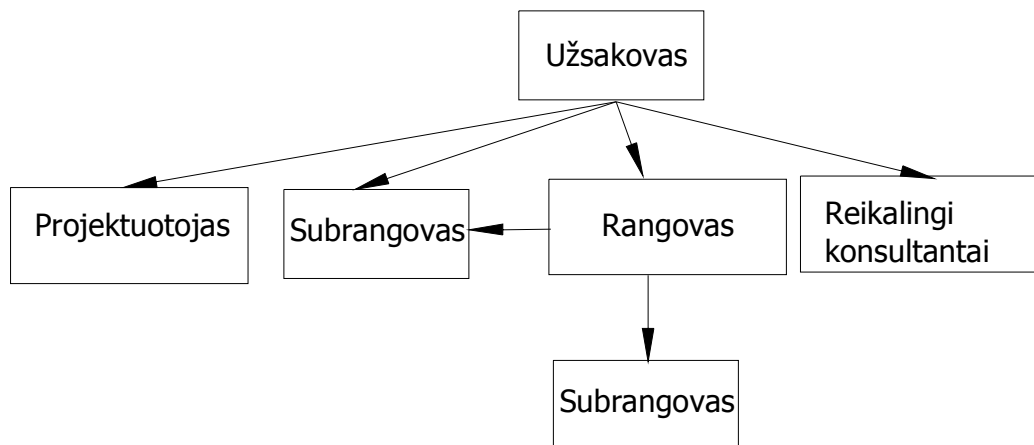 Užsakovas
Projektuotojas
Subrangovas
Rangovas
Reikalingi
konsultantai
Subrangovas